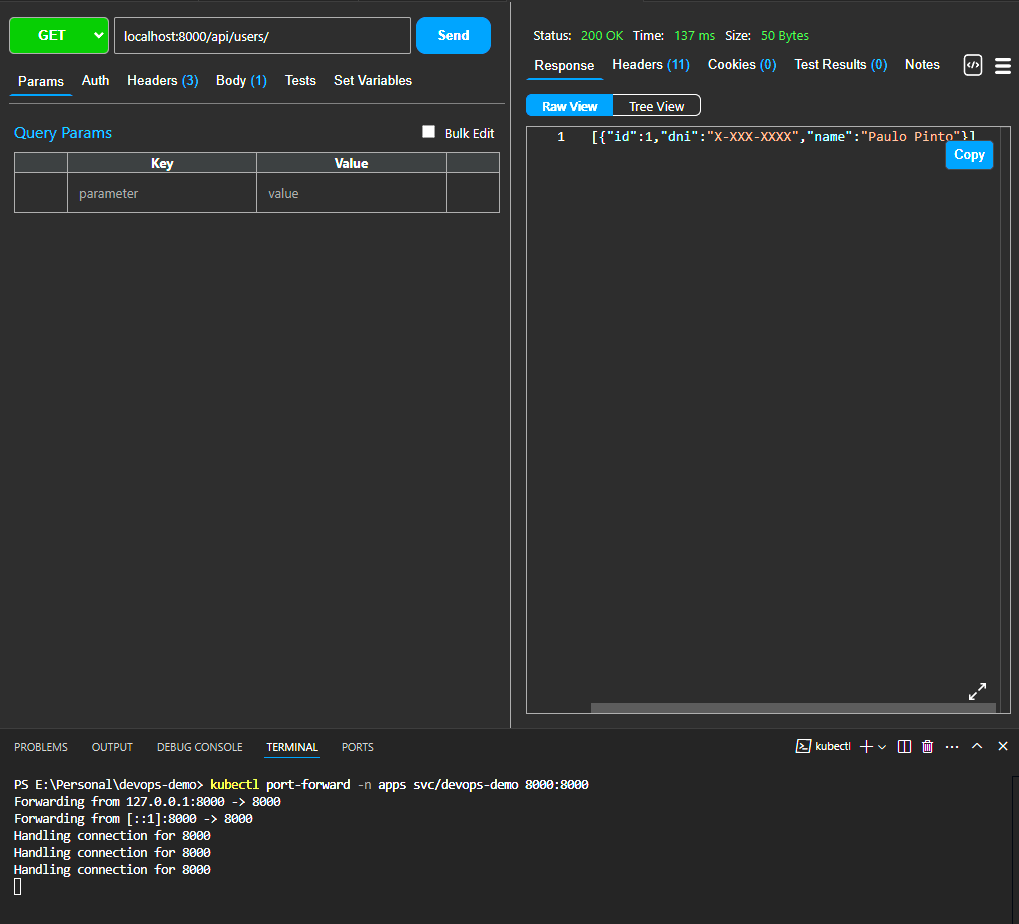 GET
localhost:8000/api/users/
Send
Params Auth Headers (3) Body (1) Tests Set Variables
Query Params
Bulk Edit
Key Value
parameter value
Status: 200 OK Time: 137 ms Size: 50 Bytes
Response Headers (11) Cookies (0) Test Results (0) Notes
Raw View Tree View
1 [{"id":1,"dni":"X-XXX-XXXX","name":"Paulo Pinto"}]
Copy
PROBLEMS OUTPUT DEBUG CONSOLE TERMINAL PORTS
kubectl
PS E:\Personal\devops-demo> kubectl port-forward -n apps svc/devops-demo 8000:8000
Forwarding from 127.0.0.1:8000 -> 8000
Forwarding from [::1]:8000 -> 8000
Handling connection for 8000
Handling connection for 8000
Handling connection for 8000